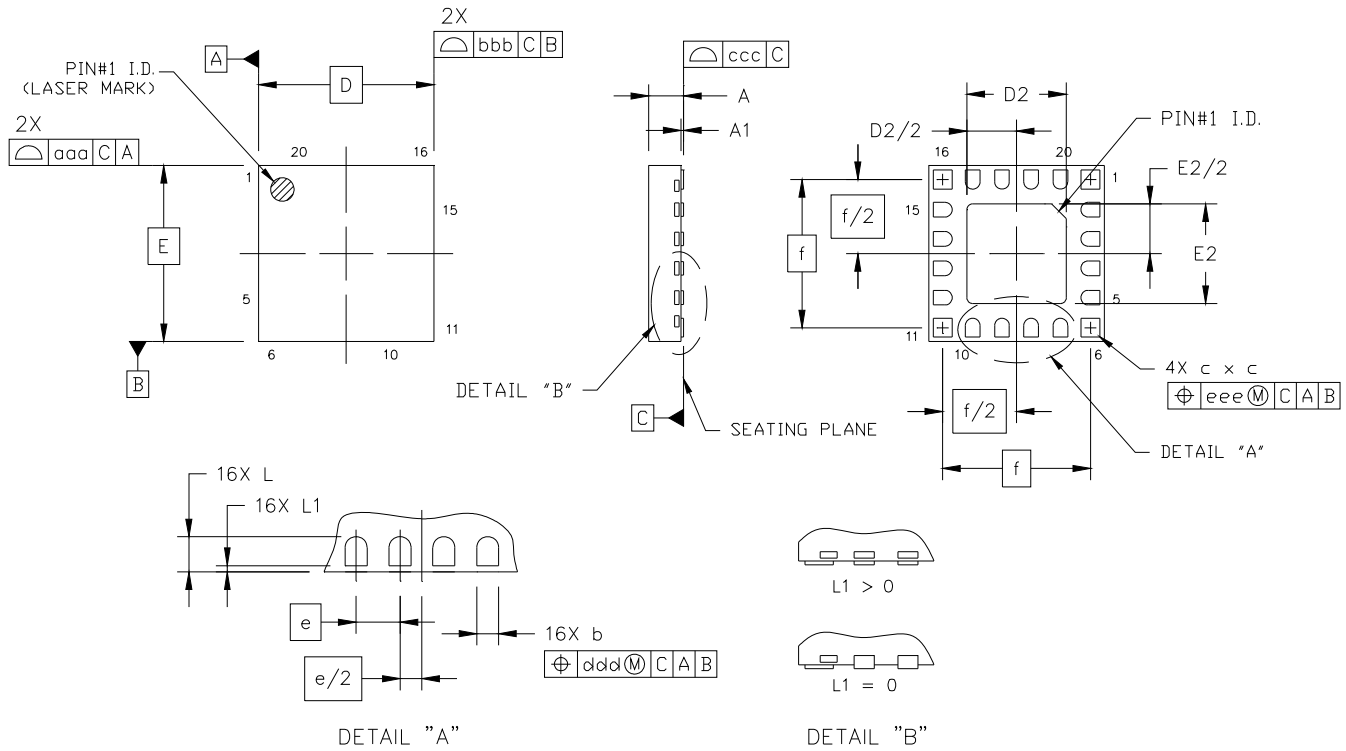 2X
⌓ bbb C B
A
D
PIN#1 I.D.
(LASER MARK)
2X
⌓ aaa C A
20
16
1
15
E
5
11
B
6
10
⌓ ccc C
A
A1
DETAIL "B"
C
SEATING PLANE
D2
D2/2
PIN#1 I.D.
16
20
1
E2/2
15
f/2
f
E2
5
11
10
6
4X c x c
⌖ eee Ⓜ C A B
f/2
f
DETAIL "A"
16X L
16X L1
e
e/2
16X b
⌖ ddd Ⓜ C A B
DETAIL "A"
L1 > 0
L1 = 0
DETAIL "B"